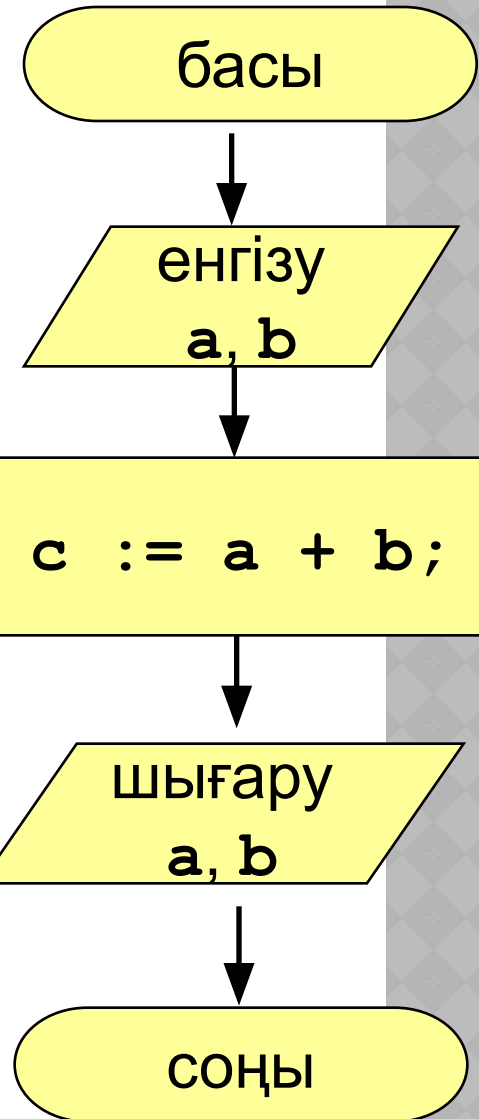 басы
енгізу
a, b
c := a + b;
шығару
a, b
соңы